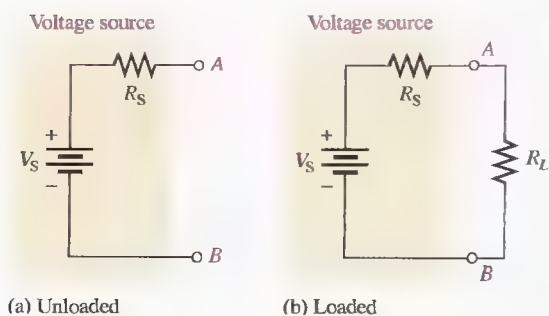 Voltage source
A
R_S
+
V_S
−
B
(a) Unloaded
Voltage source
A
R_S
+
V_S
−
R_L
B
(b) Loaded